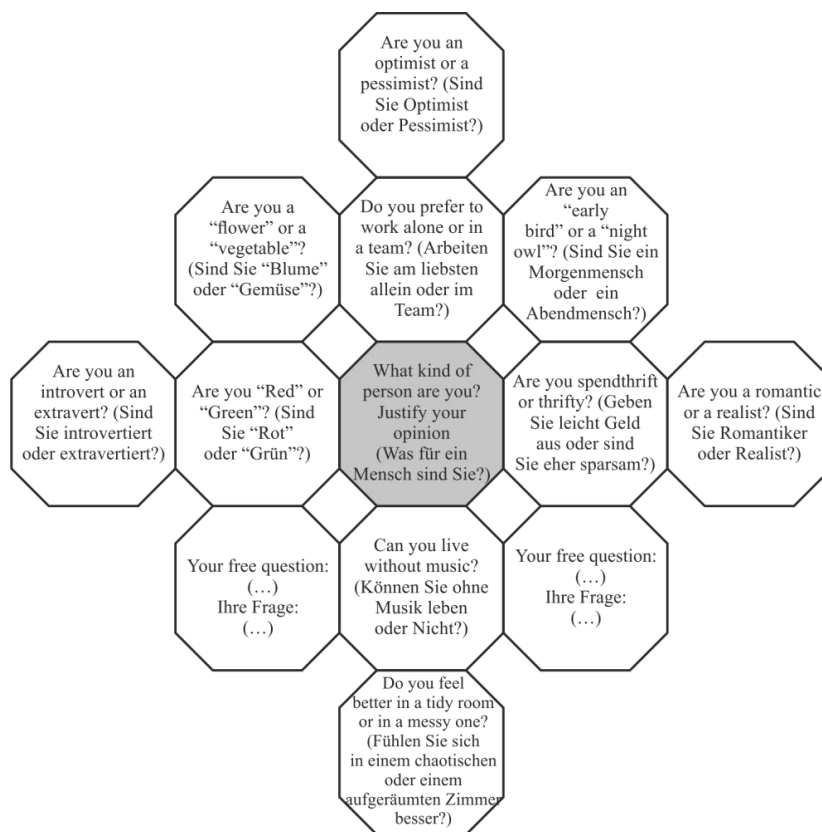 Are you an
optimist or a
pessimist? (Sind
Sie Optimist
oder Pessimist?)
Are you a
“flower” or a
“vegetable”?
(Sind Sie “Blume”
oder “Gemüse”?)
Do you prefer to
work alone or in
a team? (Arbeiten
Sie am liebsten
allein oder im
Team?)
Are you an
“early
bird” or a “night
owl”? (Sind Sie ein
Morgenmensch
oder ein
Abendmensch?)
Are you an
introvert or an
extravert? (Sind
Sie introvertiert
oder extravertiert?)
Are you “Red” or
“Green”? (Sind
Sie “Rot”
oder “Grün”?)
What kind of
person are you?
Justify your
opinion
(Was für ein
Mensch sind Sie?)
Are you spendthrift
or thrifty? (Geben
Sie leicht Geld
aus oder sind
Sie eher sparsam?)
Are you a romantic
or a realist? (Sind
Sie Romantiker
oder Realist?)
Your free question:
(…)
Ihre Frage:
(…)
Can you live
without music?
(Können Sie ohne
Musik leben
oder Nicht?)
Your free question:
(…)
Ihre Frage:
(…)
Do you feel
better in a tidy room
or in a messy one?
(Fühlen Sie sich
in einem chaotischen
oder einem
aufgeräumten Zimmer
besser?)